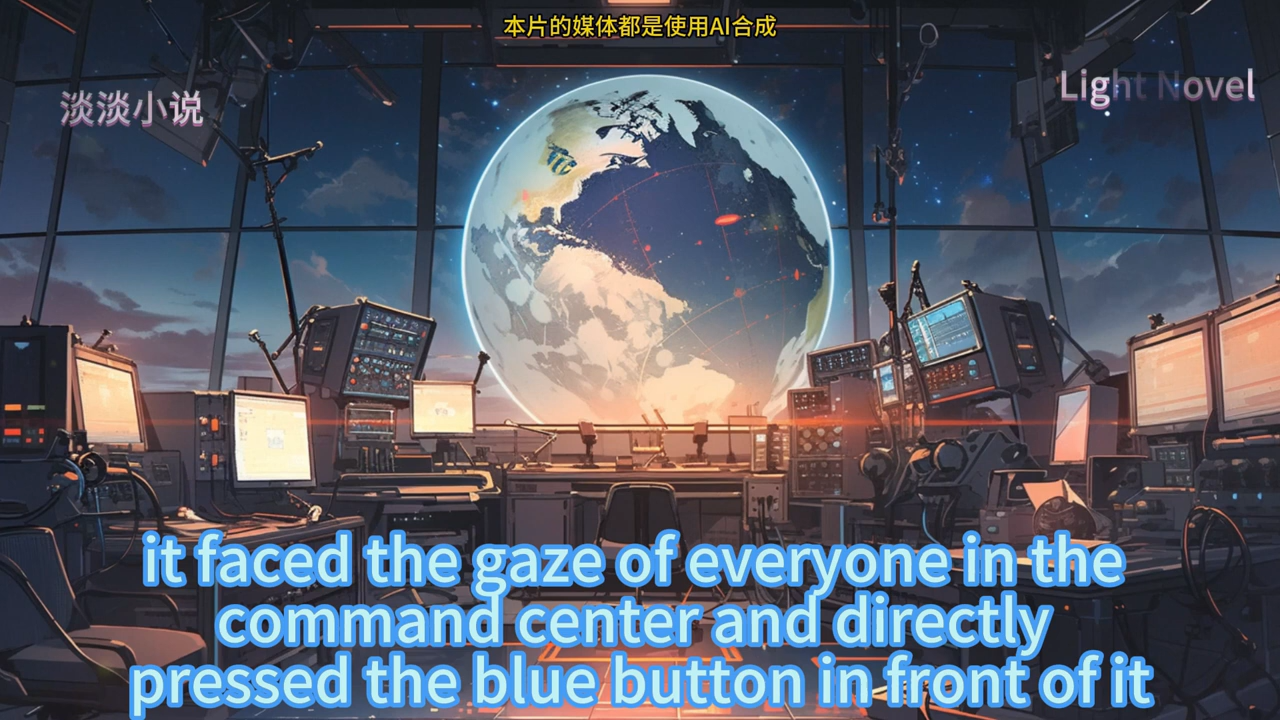 本片的媒体都是使用AI合成
淡淡小说
Light Novel
it faced the gaze of everyone in the
command center and directly
pressed the blue button in front of it